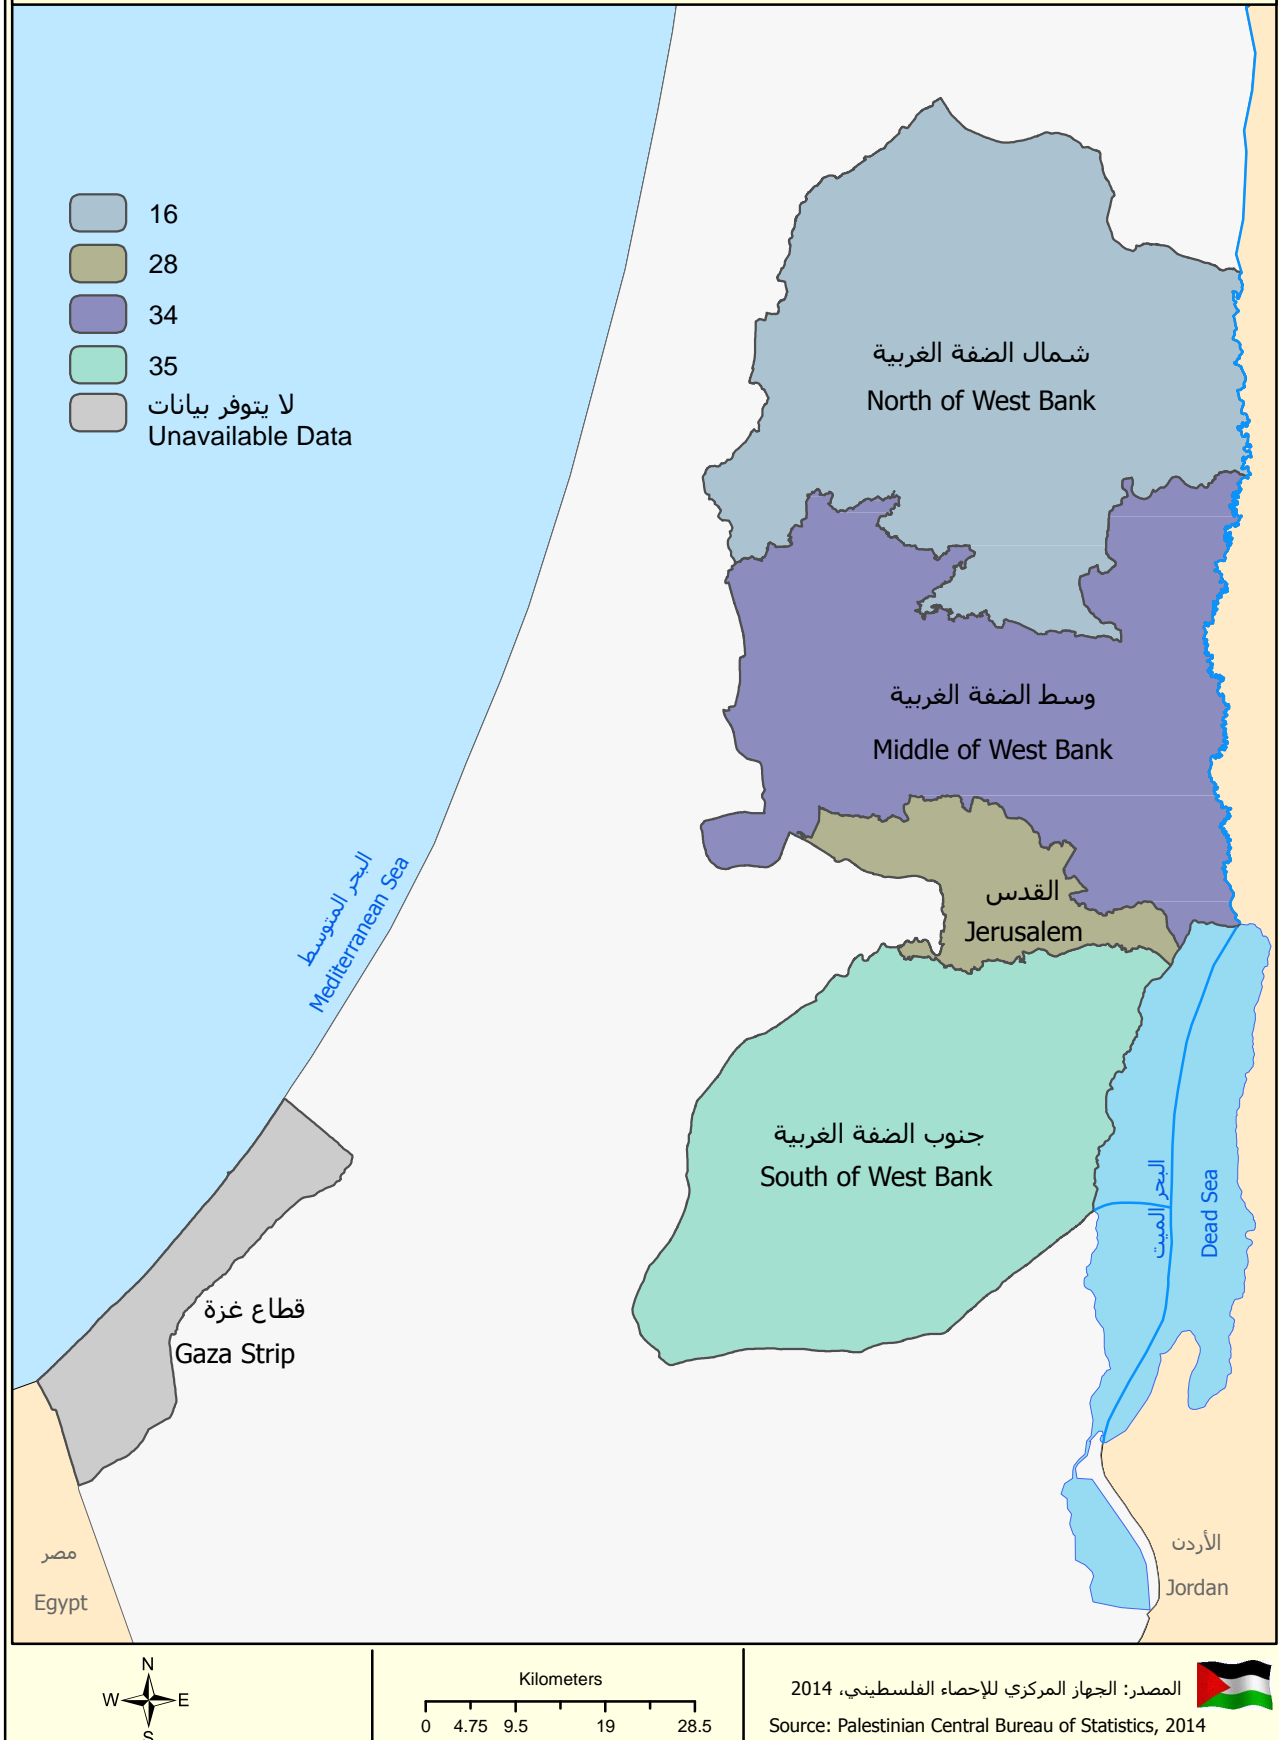 16
28
34
35
لا يتوفر بيانات
Unavailable Data
شمال الضفة الغربية
North of West Bank
وسط الضفة الغربية
Middle of West Bank
القدس
Jerusalem
البحر المتوسط
Mediterranean Sea
جنوب الضفة الغربية
South of West Bank
البحر الميت
Dead Sea
قطاع غزة
Gaza Strip
مصر
Egypt
الأردن
Jordan
N
W E
S
Kilometers
0 4.75 9.5 19 28.5
المصدر: الجهاز المركزي للإحصاء الفلسطيني، 2014
Source: Palestinian Central Bureau of Statistics, 2014